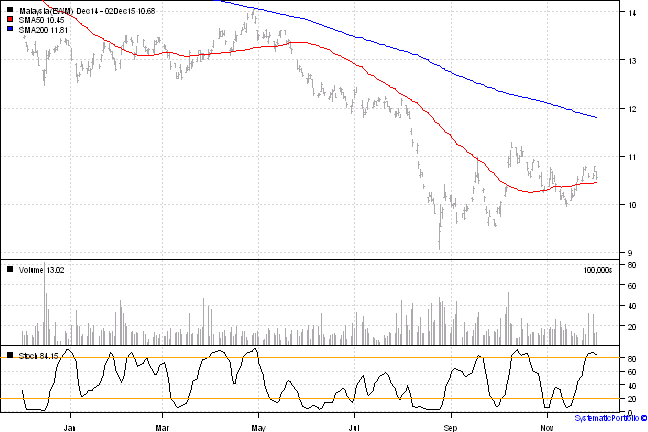 Malaysia(EWM) Dec14 - 02Dec15 10.68
SMA50 10.45
SMA200 11.81
14
13
12
11
10
9
Volume 13.02
100,000s
80
60
40
20
Stoch 84.15
80
60
40
20
0
Jan
Mar
May
Jul
Sep
Nov
SystematicPortfolio ©